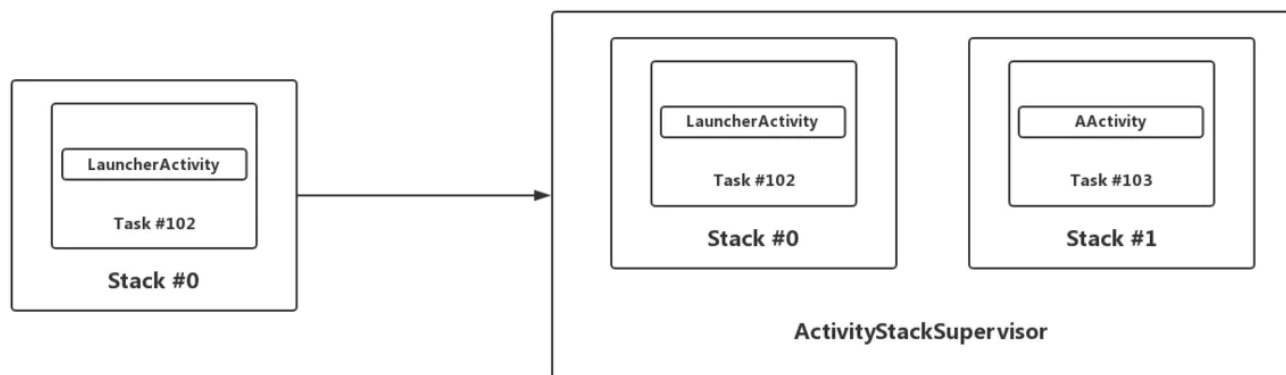 LauncherActivity
Task #102
Stack #0
LauncherActivity
Task #102
Stack #0
AActivity
Task #103
Stack #1
ActivityStackSupervisor